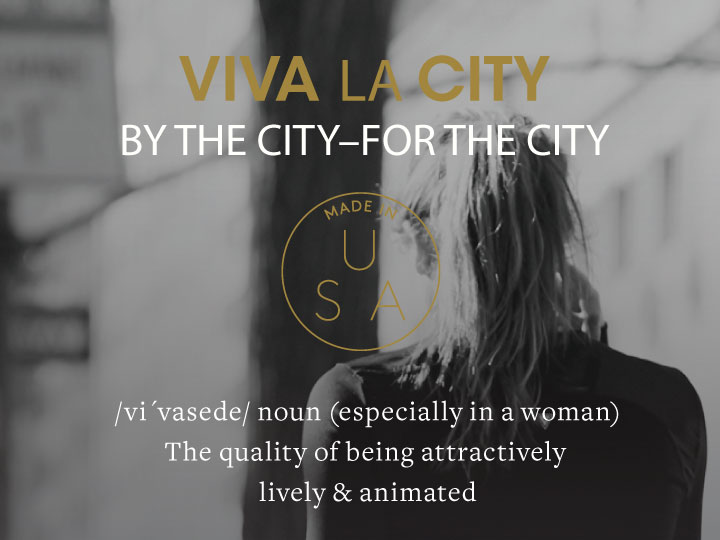 VIVA LA CITY
BY THE CITY–FOR THE CITY
MADE IN
U
S A
/vi´vasede/ noun (especially in a woman)
The quality of being attractively
lively & animated